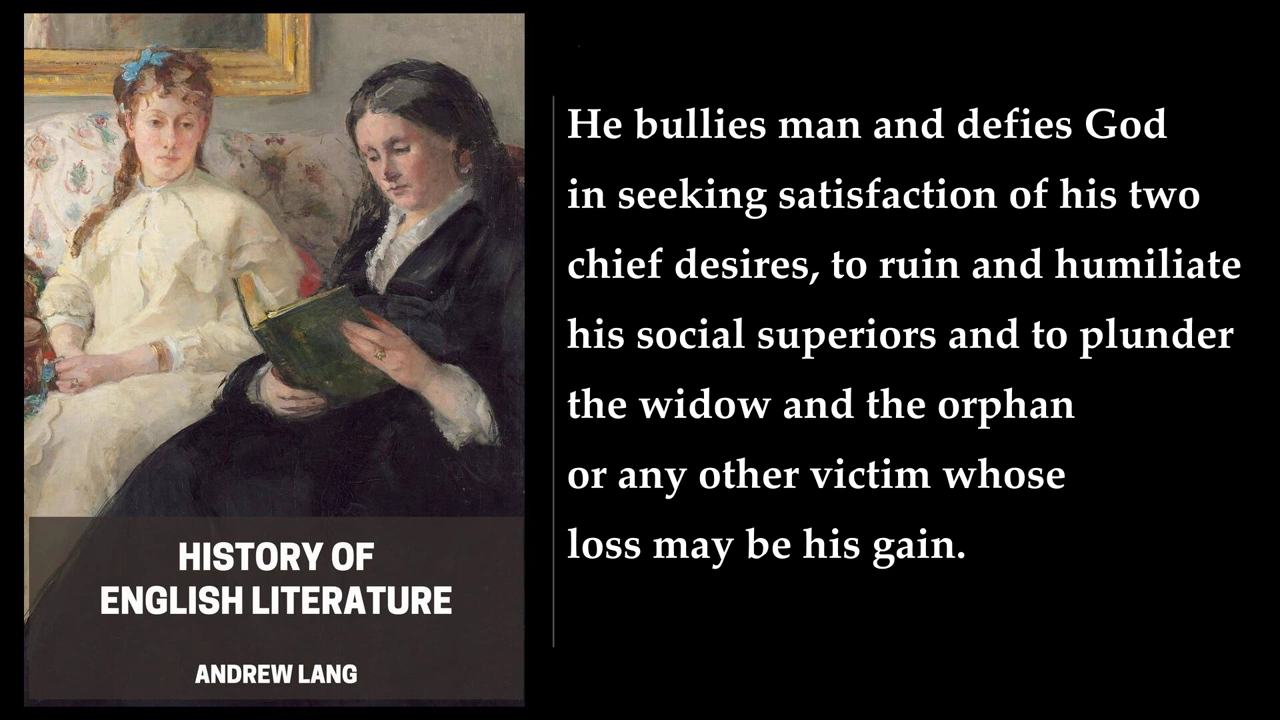 HISTORY OF
ENGLISH LITERATURE
ANDREW LANG
He bullies man and defies God
in seeking satisfaction of his two
chief desires, to ruin and humiliate
his social superiors and to plunder
the widow and the orphan
or any other victim whose
loss may be his gain.